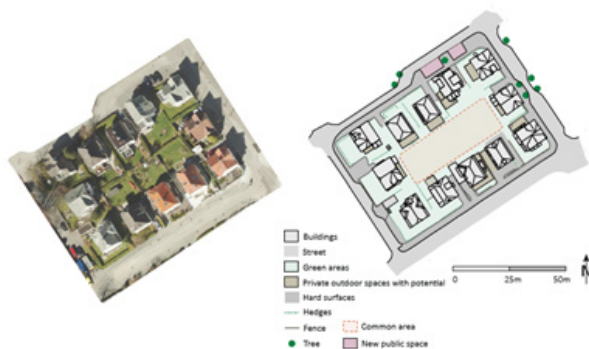 Buildings
Street
Green areas
Private outdoor spaces with potential
Hard surfaces
Hedges
Fence
Common area
Tree
New public space
0 25m 50m
N